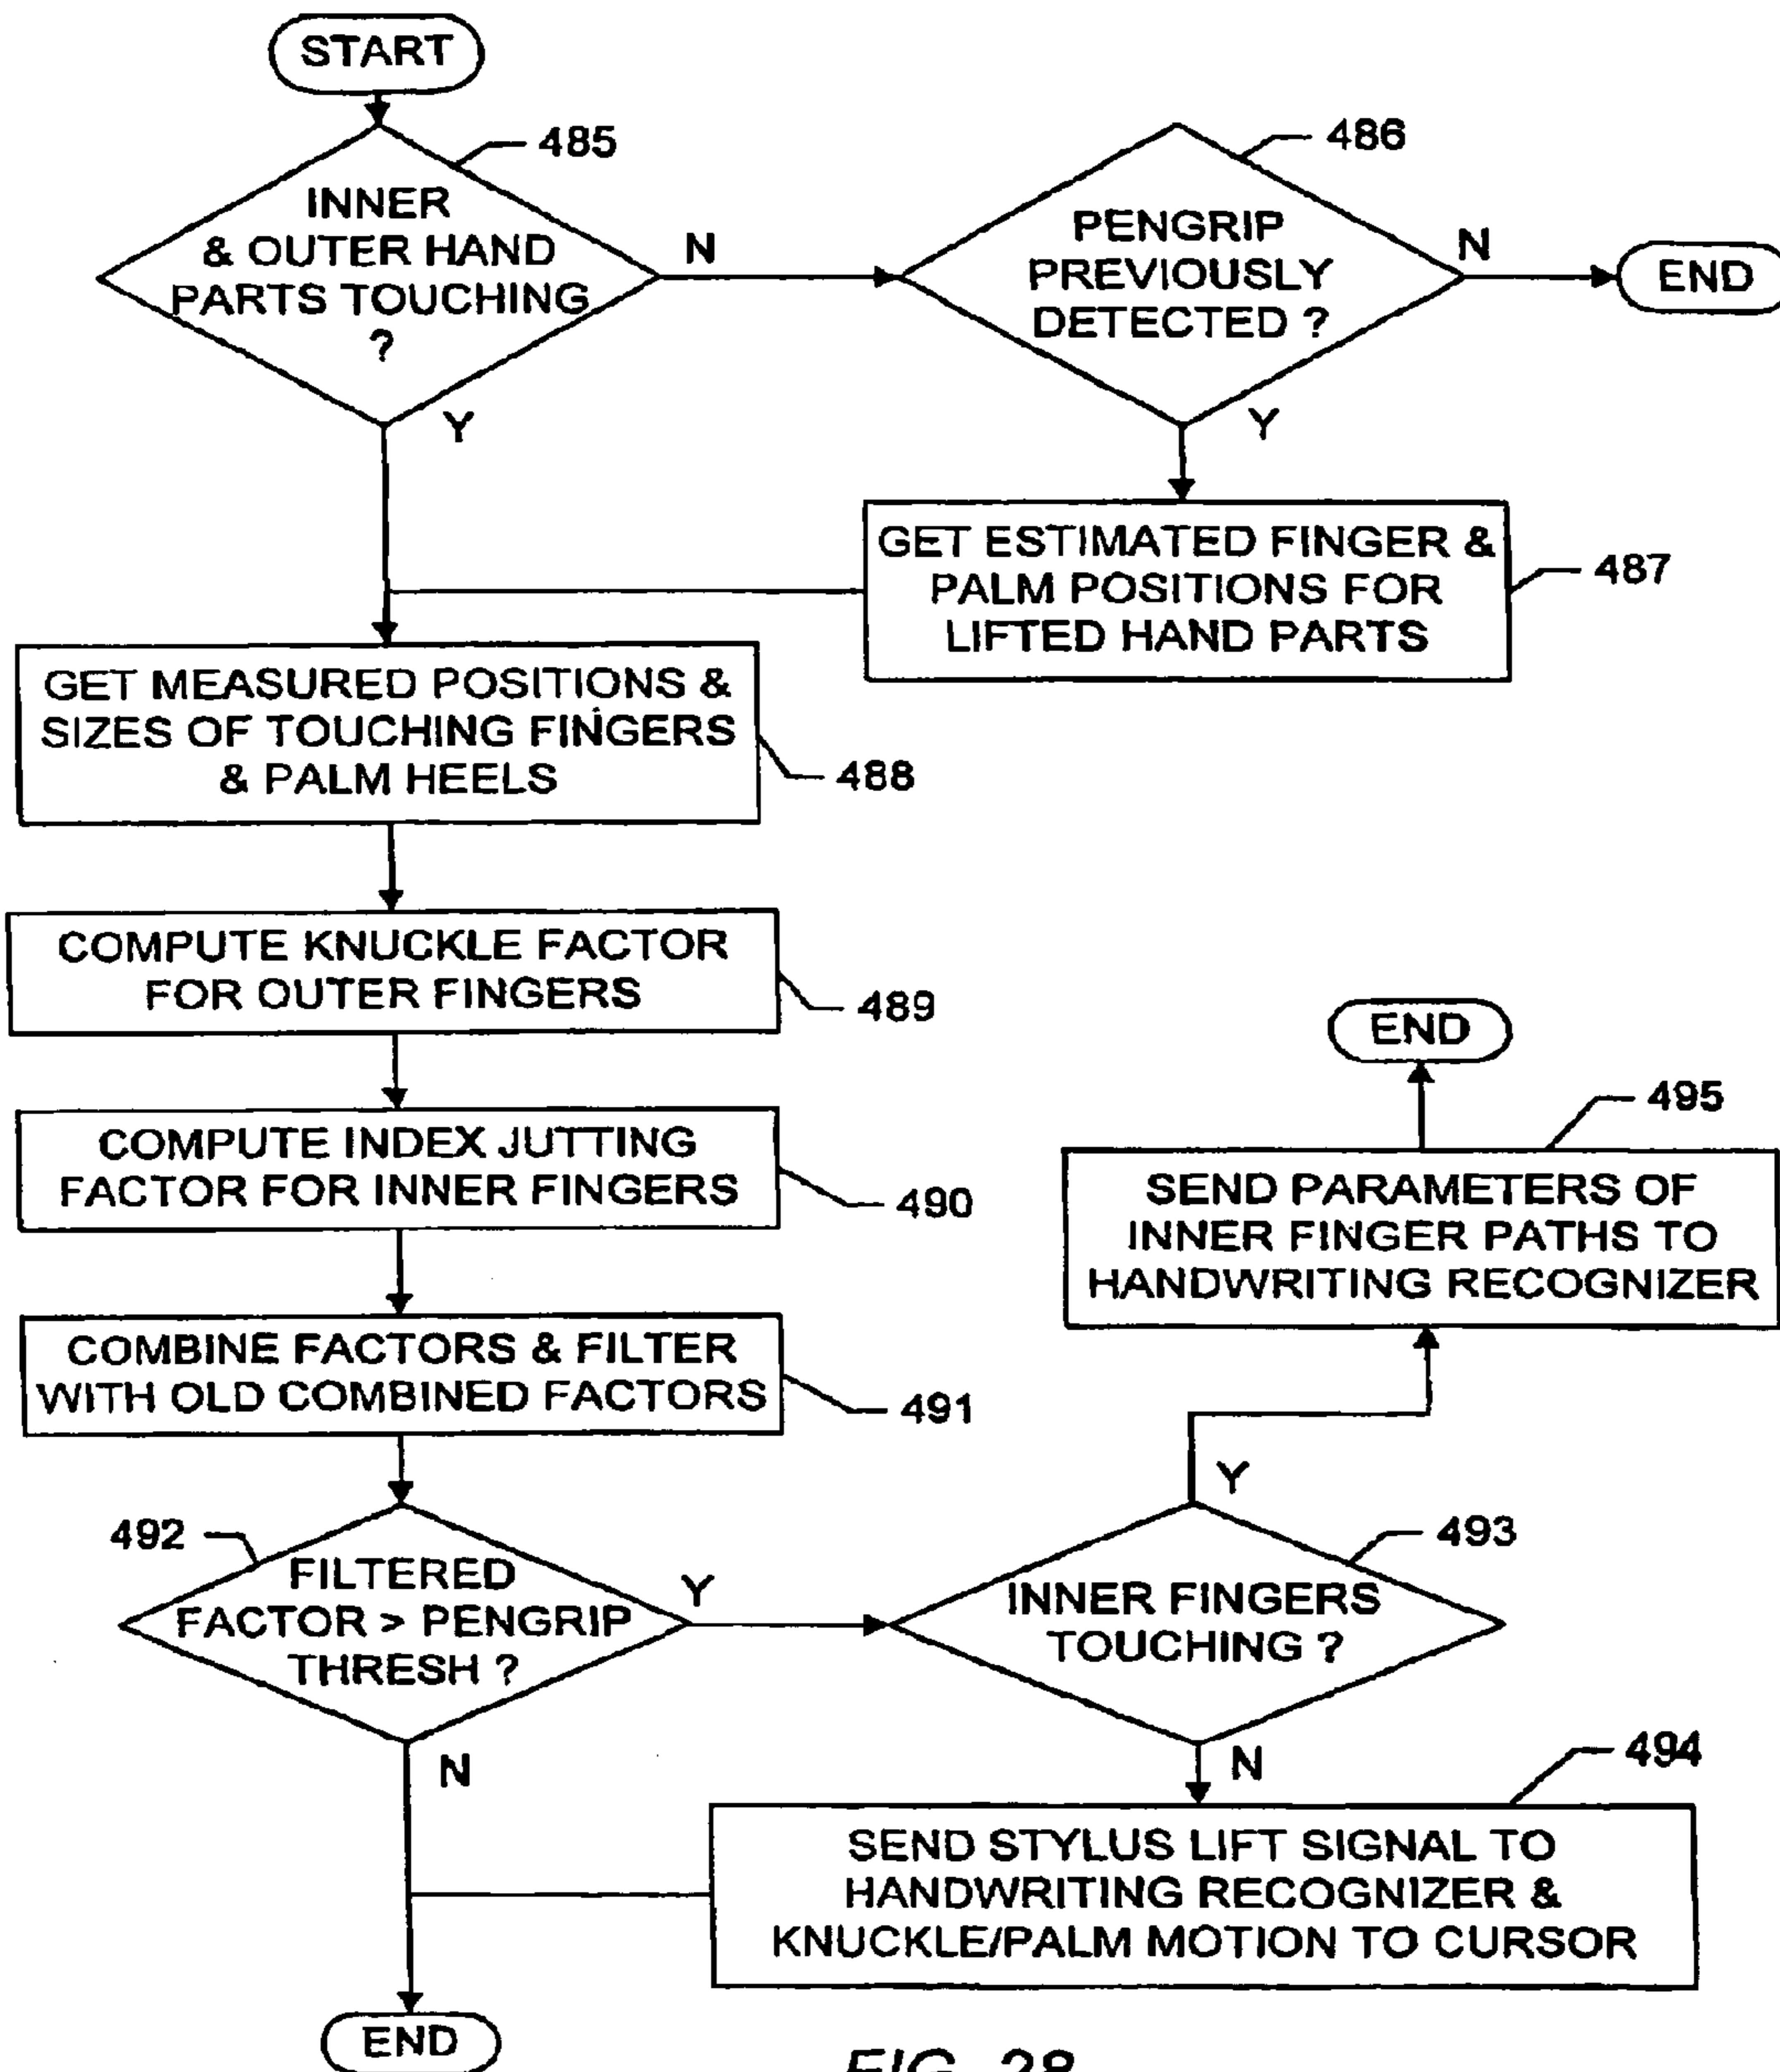 START
485
INNER
& OUTER HAND
PARTS TOUCHING
?
N
Y
486
PENGRIP
PREVIOUSLY
DETECTED ?
N
END
Y
GET ESTIMATED FINGER &
PALM POSITIONS FOR
LIFTED HAND PARTS
487
GET MEASURED POSITIONS &
SIZES OF TOUCHING FINGERS
& PALM HEELS
488
COMPUTE KNUCKLE FACTOR
FOR OUTER FINGERS
489
COMPUTE INDEX JUTTING
FACTOR FOR INNER FINGERS
490
COMBINE FACTORS & FILTER
WITH OLD COMBINED FACTORS
491
492
FILTERED
FACTOR > PENGRIP
THRESH ?
Y
N
493
INNER FINGERS
TOUCHING ?
Y
N
END
495
SEND PARAMETERS OF
INNER FINGER PATHS TO
HANDWRITING RECOGNIZER
494
SEND STYLUS LIFT SIGNAL TO
HANDWRITING RECOGNIZER &
KNUCKLE/PALM MOTION TO CURSOR
END
FIG. 28